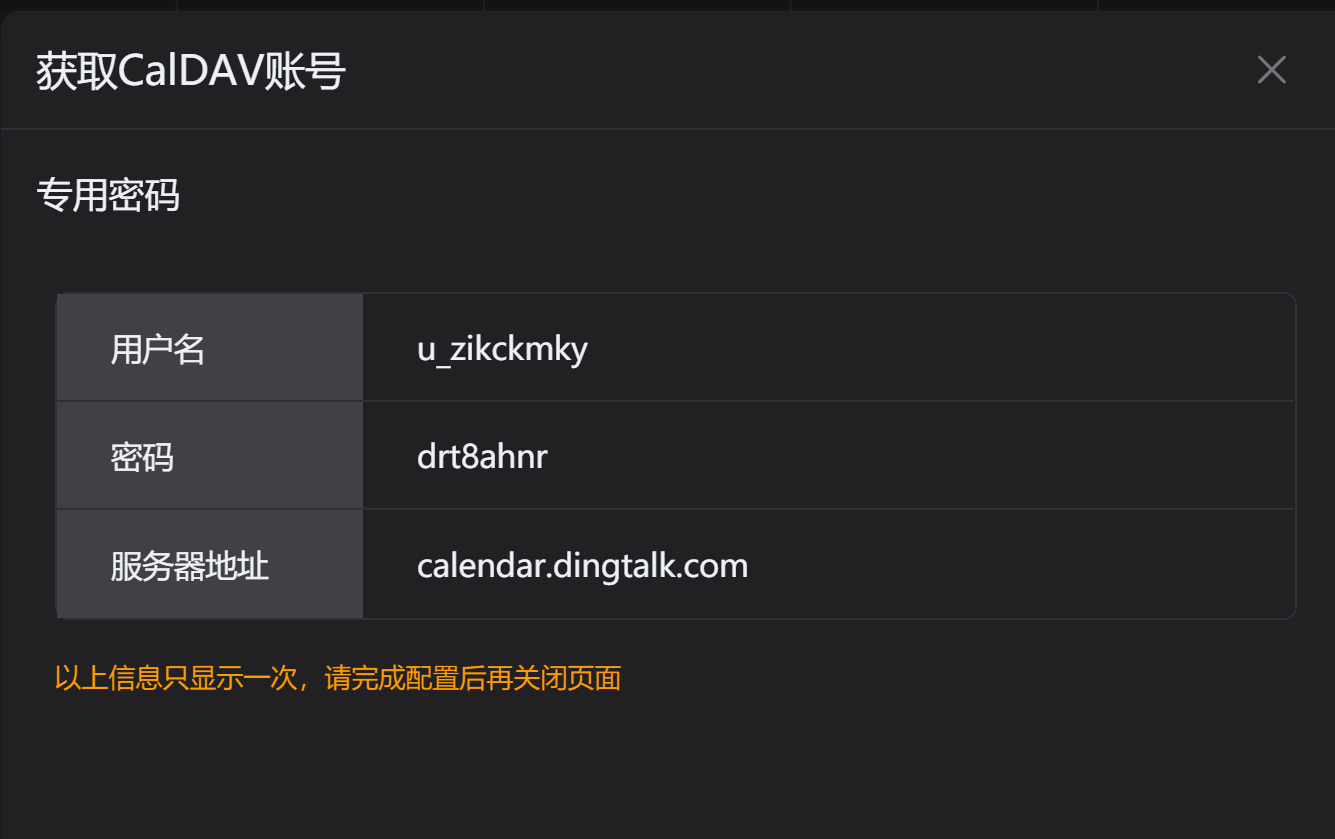 获取CalDAV账号
专用密码
用户名 u_zikckmky
密码 drt8ahnr
服务器地址 calendar.dingtalk.com
以上信息只显示一次，请完成配置后再关闭页面